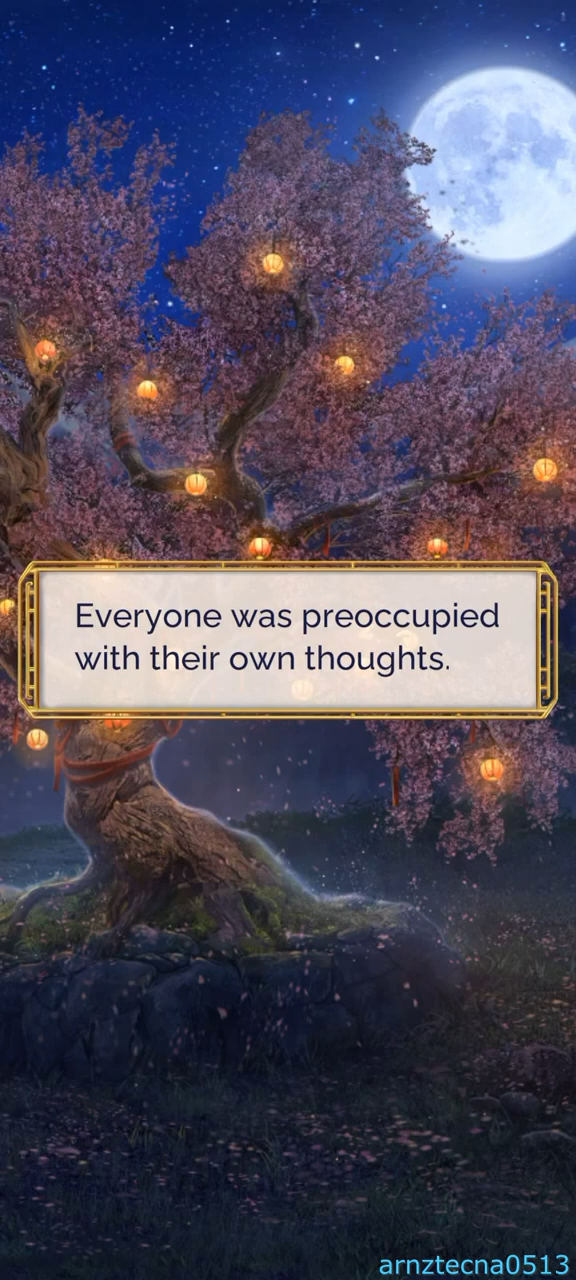 Everyone was preoccupied
with their own thoughts.
arnztecna0513